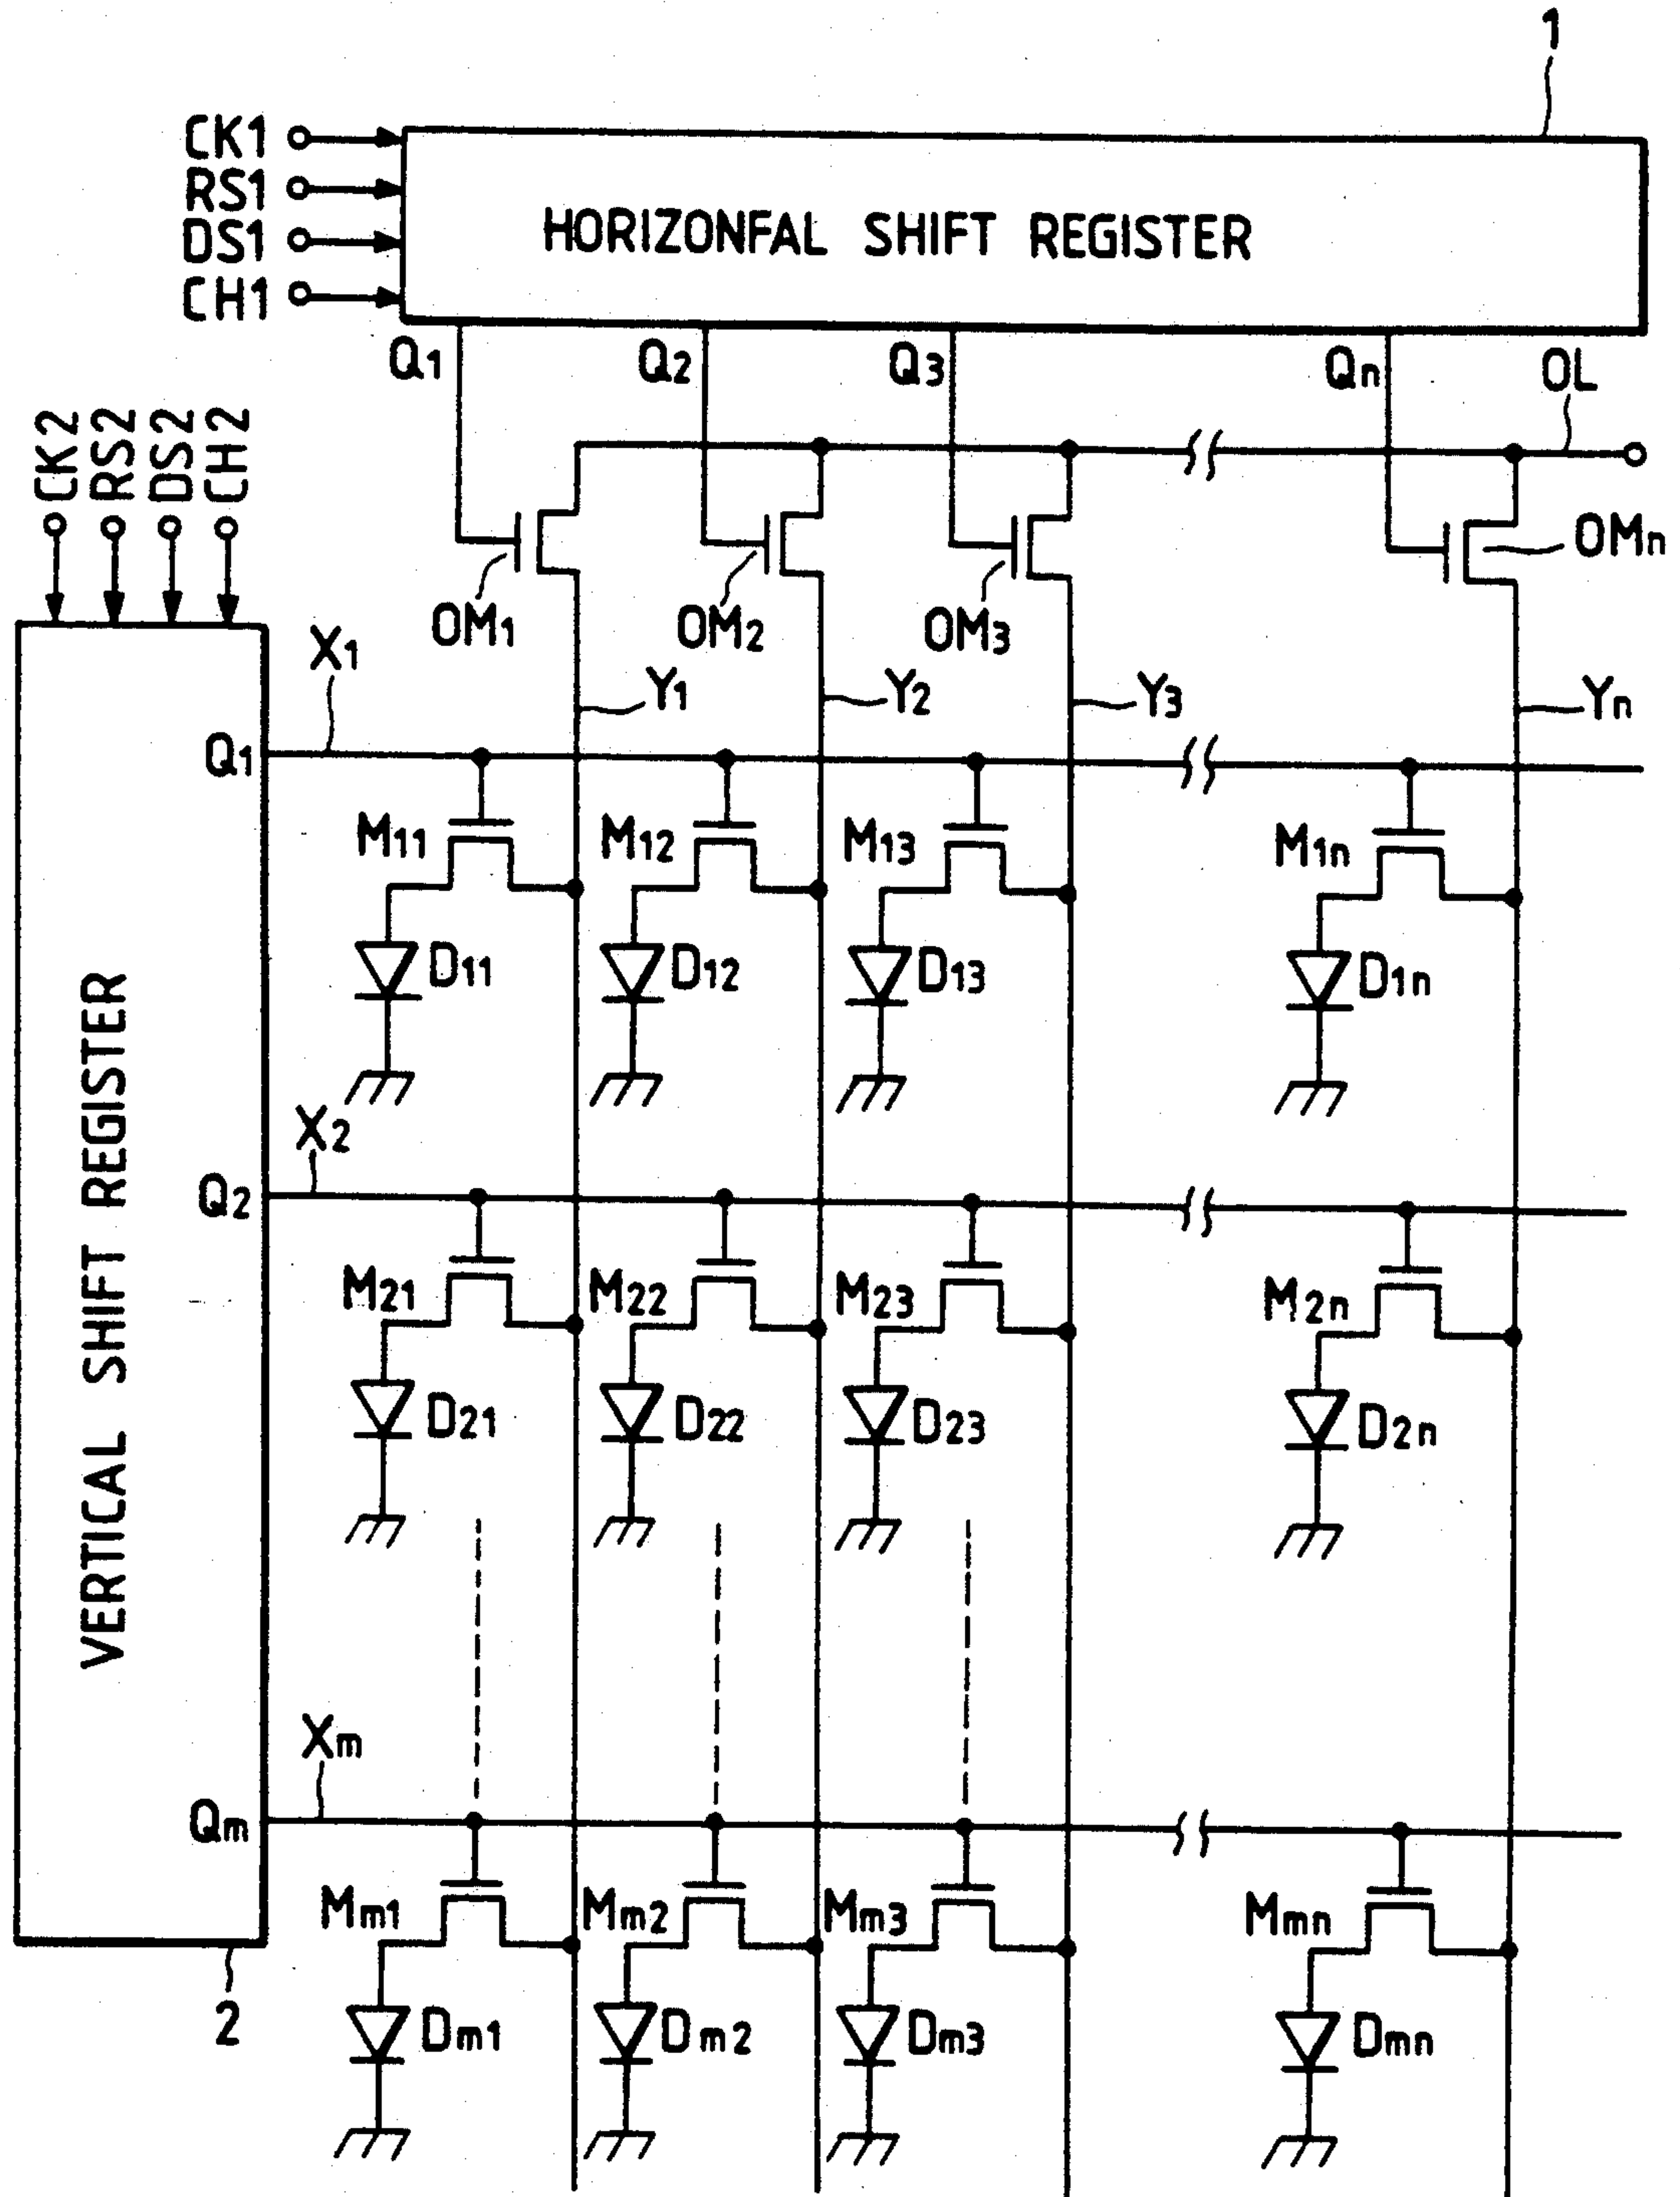 1
CK1
RS1
DS1
CH1
HORIZONFAL SHIFT REGISTER
Q1 Q2 Q3 Qn OL
CK2
RS2
DS2
CH2
OM1 OM2 OM3 OMn
X1
Y1 Y2 Y3 Yn
Q1
M11 M12 M13 M1n
D11 D12 D13 D1n
VERTICAL SHIFT REGISTER
X2
Q2
M21 M22 M23 M2n
D21 D22 D23 D2n
Xm
Qm
Mm1 Mm2 Mm3 Mmn
2
Dm1 Dm2 Dm3 Dmn